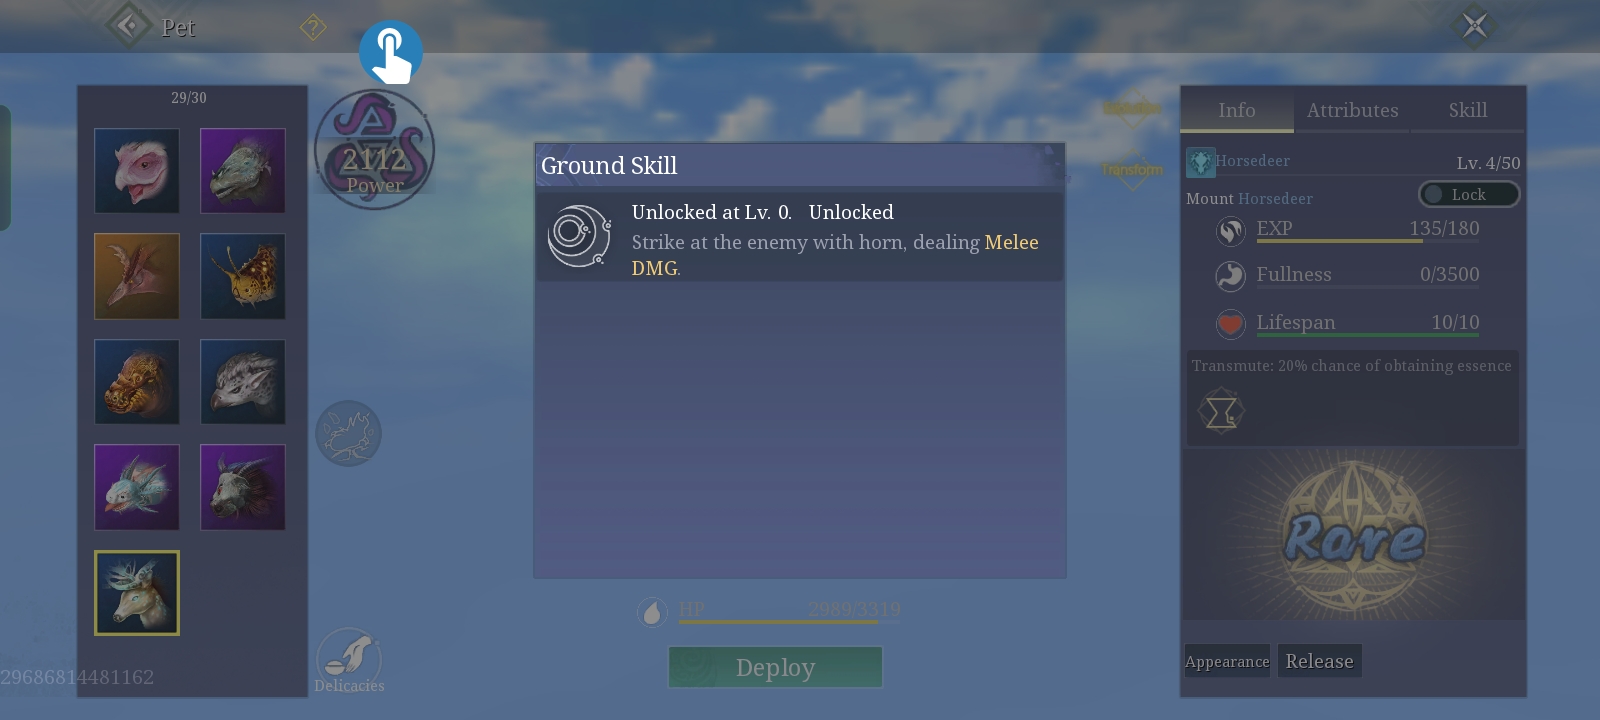 Pet
?
29/30
2112
Power
Transform
Ground Skill
Unlocked at Lv. 0. Unlocked
Strike at the enemy with horn, dealing Melee
DMG.
Info
Attributes
Skill
Horsedeer
Lv. 4/50
Mount Horsedeer
Lock
EXP
135/180
Fullness
0/3500
Lifespan
10/10
Transmute: 20% chance of obtaining essence
Rare
HP
2989/3319
Deploy
Appearance
Release
29686814481162
Delicacies